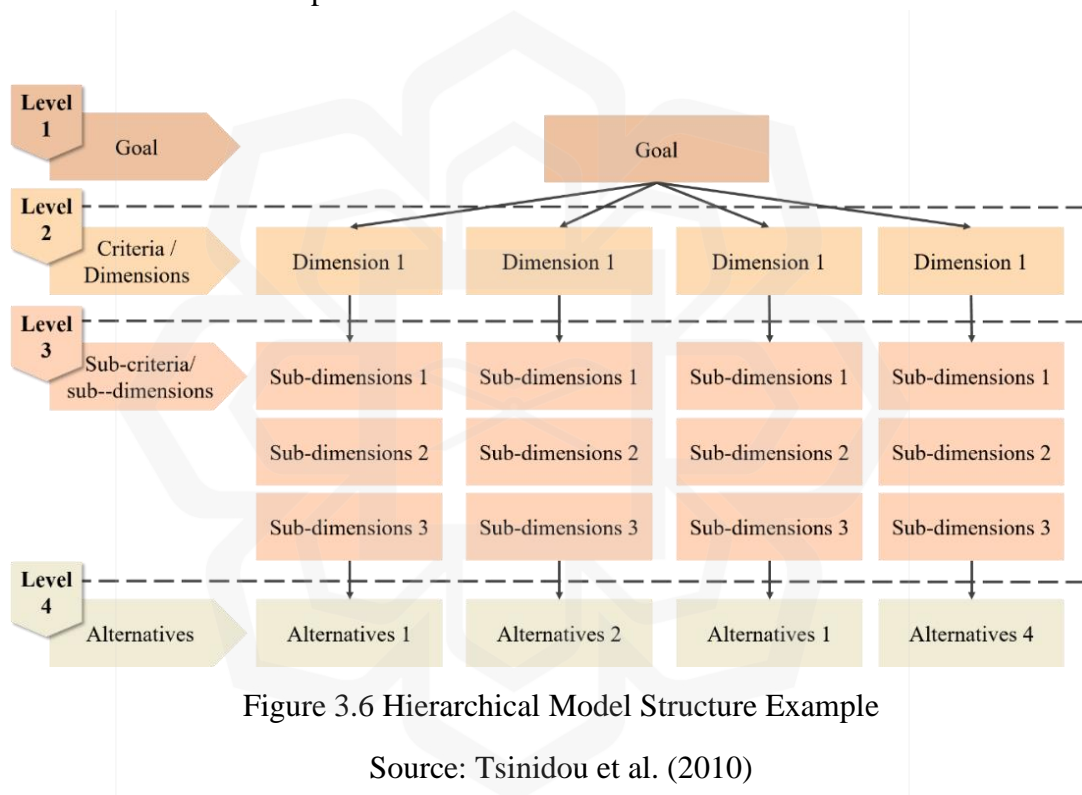 Level
1
Goal
Goal
Level
2
Criteria /
Dimensions
Dimension 1
Dimension 1
Dimension 1
Dimension 1
Level
3
Sub-criteria/
sub--dimensions
Sub-dimensions 1
Sub-dimensions 1
Sub-dimensions 1
Sub-dimensions 1
Sub-dimensions 2
Sub-dimensions 2
Sub-dimensions 2
Sub-dimensions 2
Sub-dimensions 3
Sub-dimensions 3
Sub-dimensions 3
Sub-dimensions 3
Level
4
Alternatives
Alternatives 1
Alternatives 2
Alternatives 1
Alternatives 4
Figure 3.6 Hierarchical Model Structure Example
Source: Tsinidou et al. (2010)